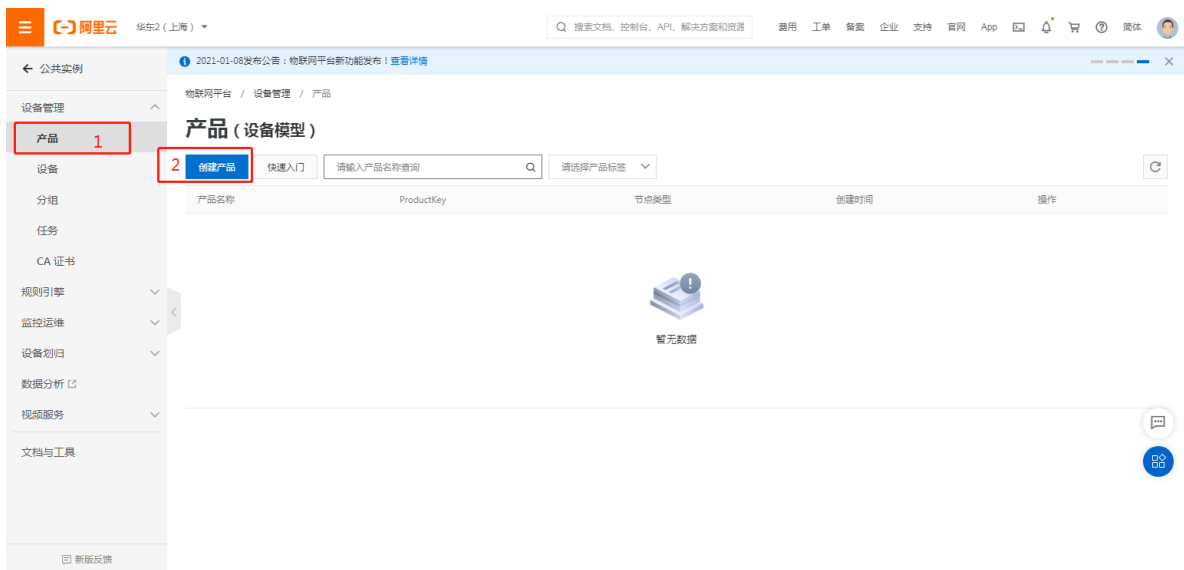 阿里云 华东2（上海） 搜索文档、控制台、API、解决方案和资源 费用 工单 备案 企业 支持 官网 App 简体
公共实例
2021-01-08发布公告：物联网平台新功能发布！查看详情
物联网平台 / 设备管理 / 产品
设备管理
产品（设备模型）
产品 1
2 创建产品 快速入门 请输入产品名称查询 请选择产品标签
设备
产品名称 ProductKey 节点类型 创建时间 操作
分组
任务
CA 证书
规则引擎
监控运维
暂无数据
设备划归
数据分析
视频服务
文档与工具
新版反馈